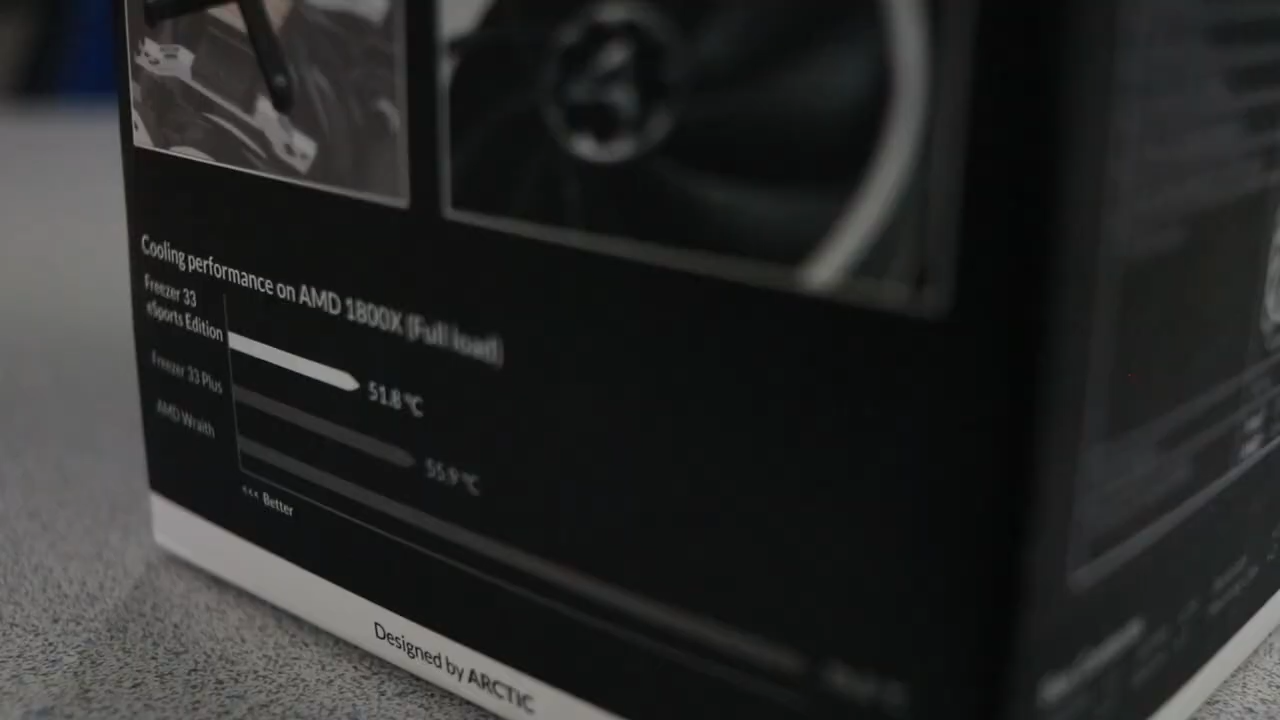 Cooling performance on AMD 1800X (Full load)
Freezer 33
eSports Edition
51.8 °C
Freezer 33 Plus
55.9 °C
AMD Wraith
<<< Better
Designed by ARCTIC